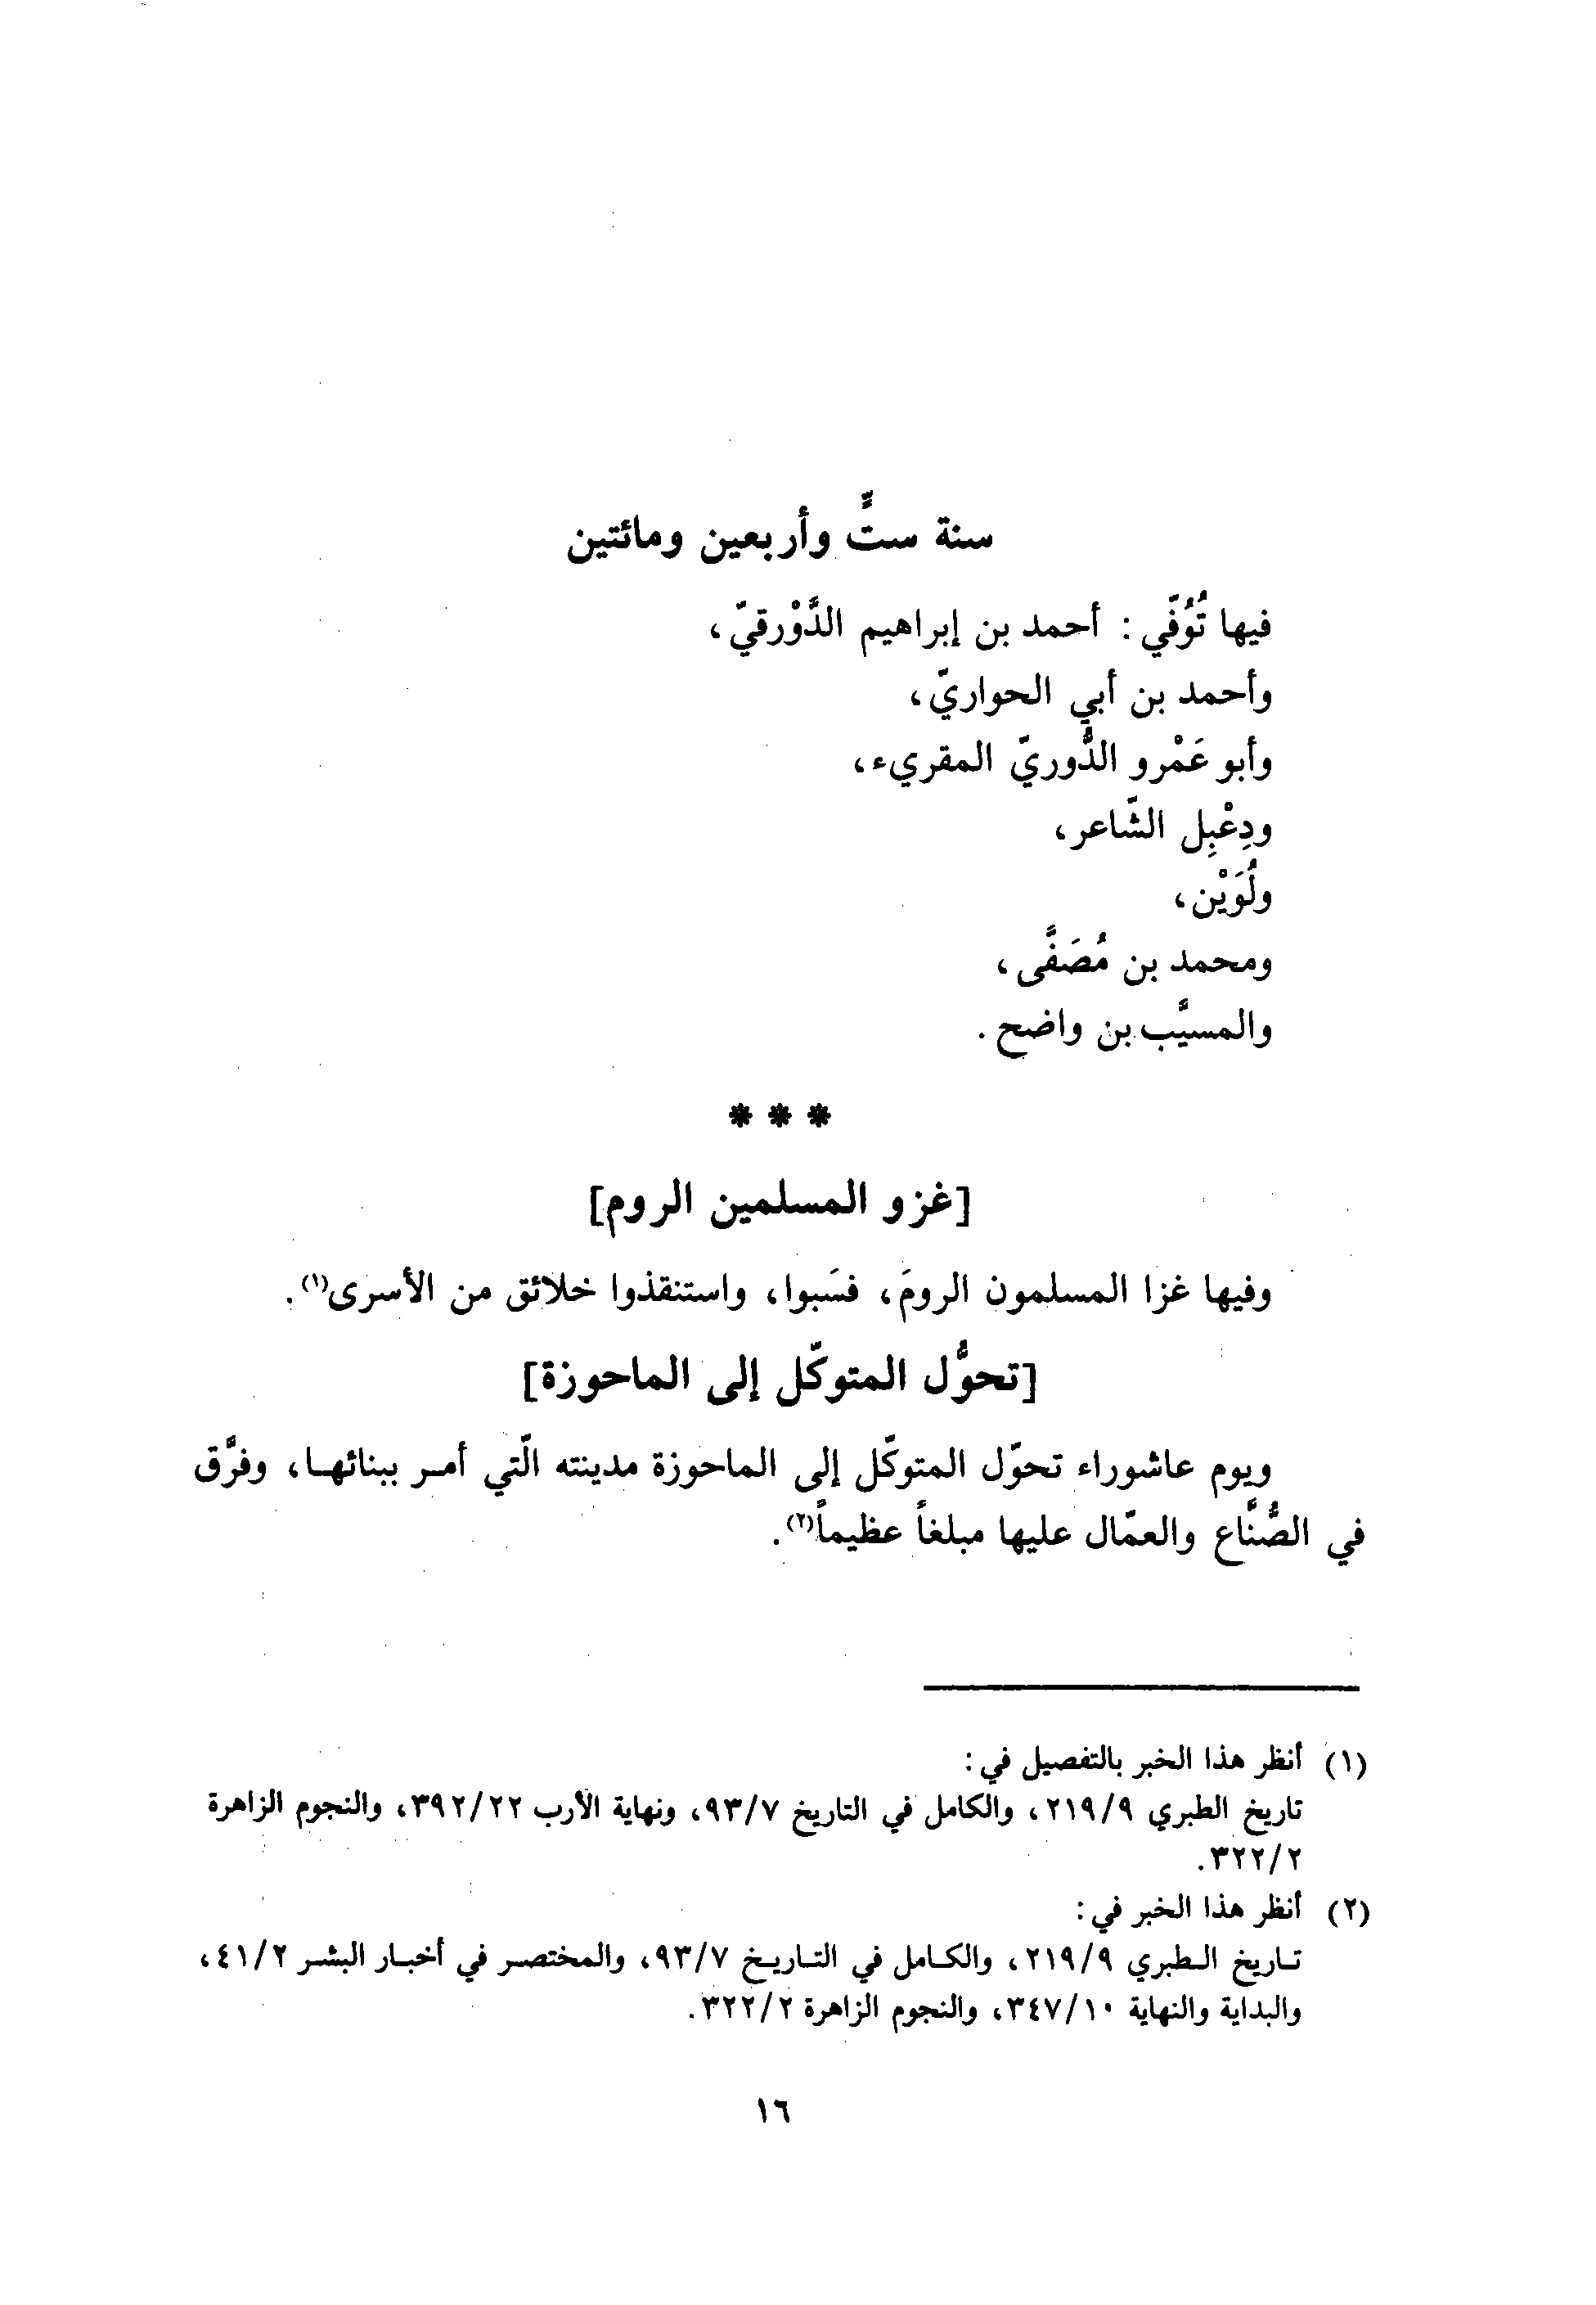 سنة ستٍّ وأربعين ومائتين
فيها تُوُفّي : أحمد بن إبراهيم الدَّوْرقيّ،
وأحمد بن أبي الحواريّ،
وأبو عَمْرو الدُّوريّ المقريء،
ودِعْبِل الشّاعر،
ولُوَيْن،
ومحمد بن مُصَفًّى،
والمسيَّب بن واضح .
* * *
[غزو المسلمين الروم]
وفيها غزا المسلمون الرومَ، فسَبوا، واستنقذوا خلائق من الأسرى(١).
[تحوُّل المتوكّل إلى الماحوزة]
ويوم عاشوراء تحوّل المتوكّل إلى الماحوزة مدينته الّتي أمر ببنائها، وفرَّق
في الصُّنَّاع والعمّال عليها مبلغاً عظيماً(٢).
(١) أنظر هذا الخبر بالتفصيل في :
تاريخ الطبري ٢١٩/٩، والكامل في التاريخ ٩٣/٧، ونهاية الأرب ٣٩٢/٢٢، والنجوم الزاهرة
٣٢٢/٢.
(٢) أنظر هذا الخبر في :
تاريخ الطبري ٢١٩/٩، والكامل في التاريخ ٩٣/٧، والمختصر في أخبار البشر ٤١/٢،
والبداية والنهاية ٣٤٧/١٠، والنجوم الزاهرة ٣٢٢/٢.
١٦